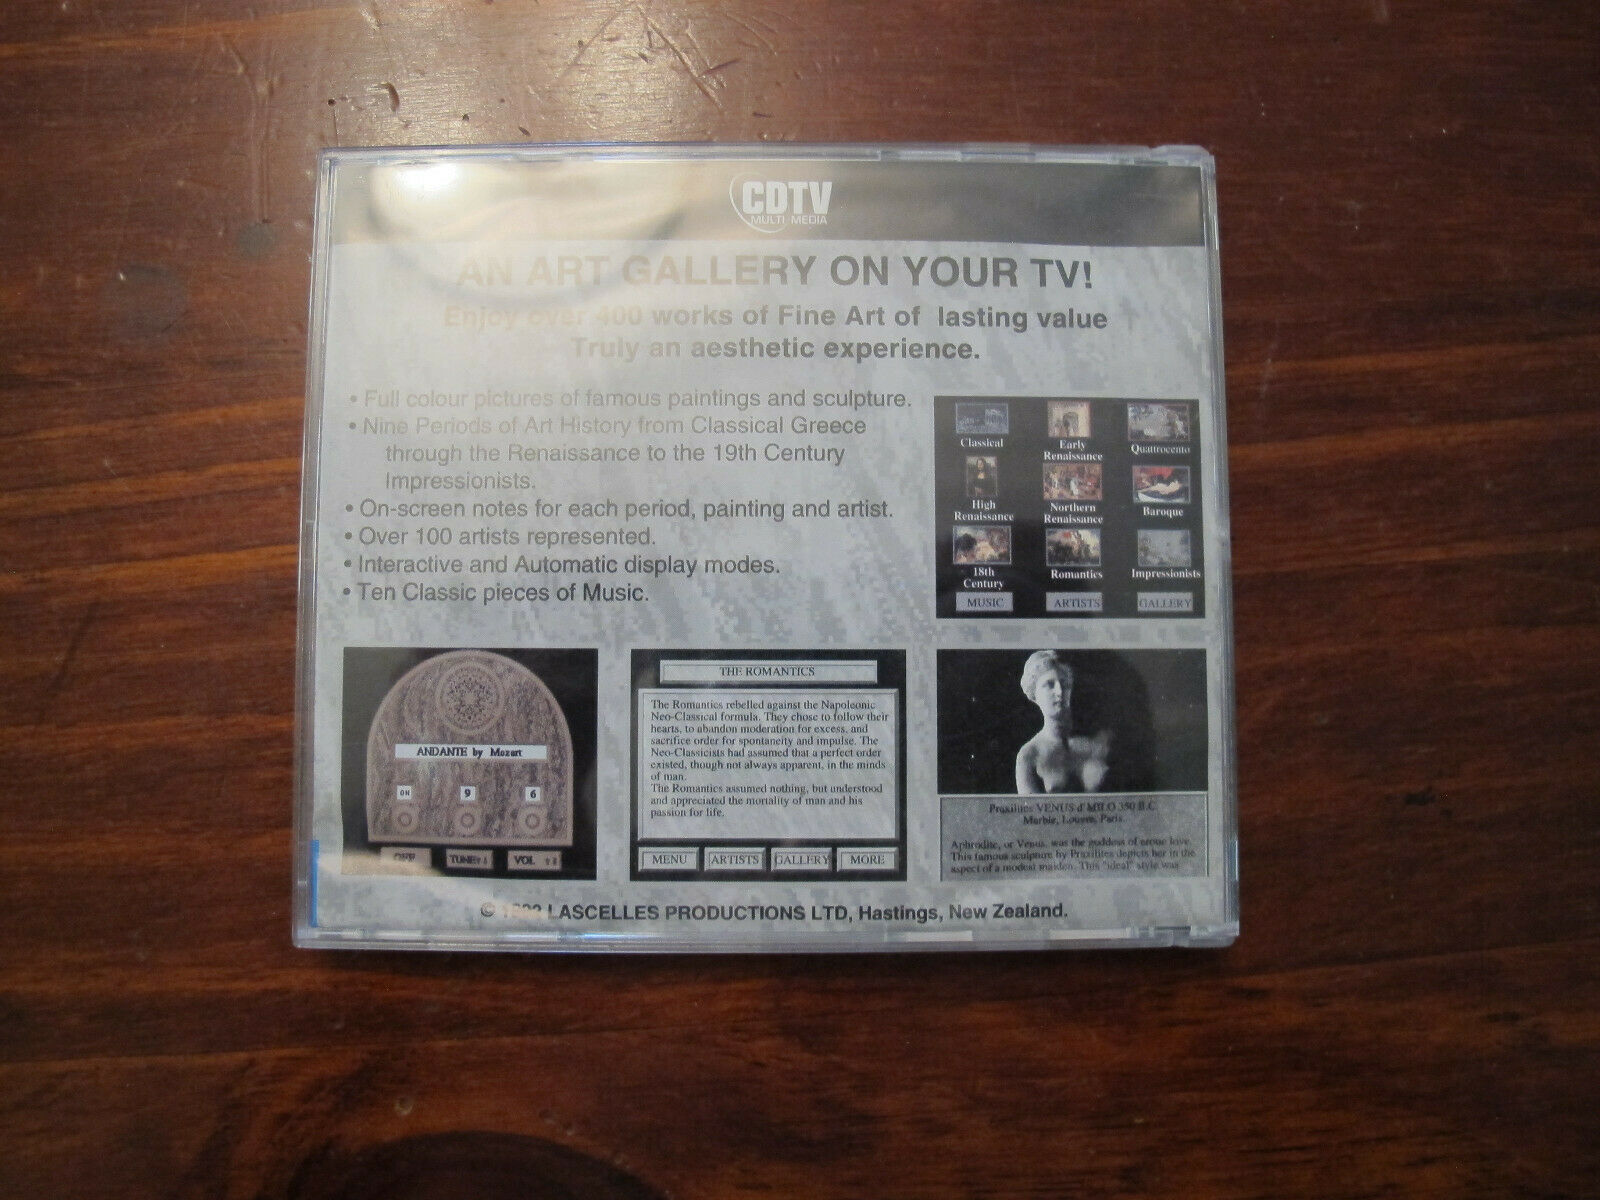 CDTV
MULTI MEDIA
AN ART GALLERY ON YOUR TV!
Enjoy over 400 works of Fine Art of lasting value
Truly an aesthetic experience.
• Full colour pictures of famous paintings and sculpture.
• Nine Periods of Art History from Classical Greece
through the Renaissance to the 19th Century
Impressionists.
• On-screen notes for each period, painting and artist.
• Over 100 artists represented.
• Interactive and Automatic display modes.
• Ten Classic pieces of Music.
Classical
Early
Renaissance
Quattrocento
High
Renaissance
Northern
Renaissance
Baroque
18th
Century
Romantics
Impressionists
MUSIC
ARTISTS
GALLERY
ANDANTE by Mozart
ON
9
6
OFF
TUNE
VOL
THE ROMANTICS
The Romantics rebelled against the Napoleonic
Neo-Classical formula. They chose to follow their
hearts, to abandon moderation for excess, and
sacrifice order for spontaneity and impulse. The
Neo-Classicists had assumed that a perfect order
existed, though not always apparent, in the minds
of man.
The Romantics assumed nothing, but understood
and appreciated the mortality of man and his
passion for life.
MENU
ARTISTS
GALLERY
MORE
Praxilites VENUS d' MILO 350 B.C.
Marble, Louvre, Paris.
Aphrodite, or Venus, was the goddess of erotic love.
This famous sculpture by Praxilites depicts her in the
aspect of a modest maiden. This "ideal" style was
© LASCELLES PRODUCTIONS LTD, Hastings, New Zealand.